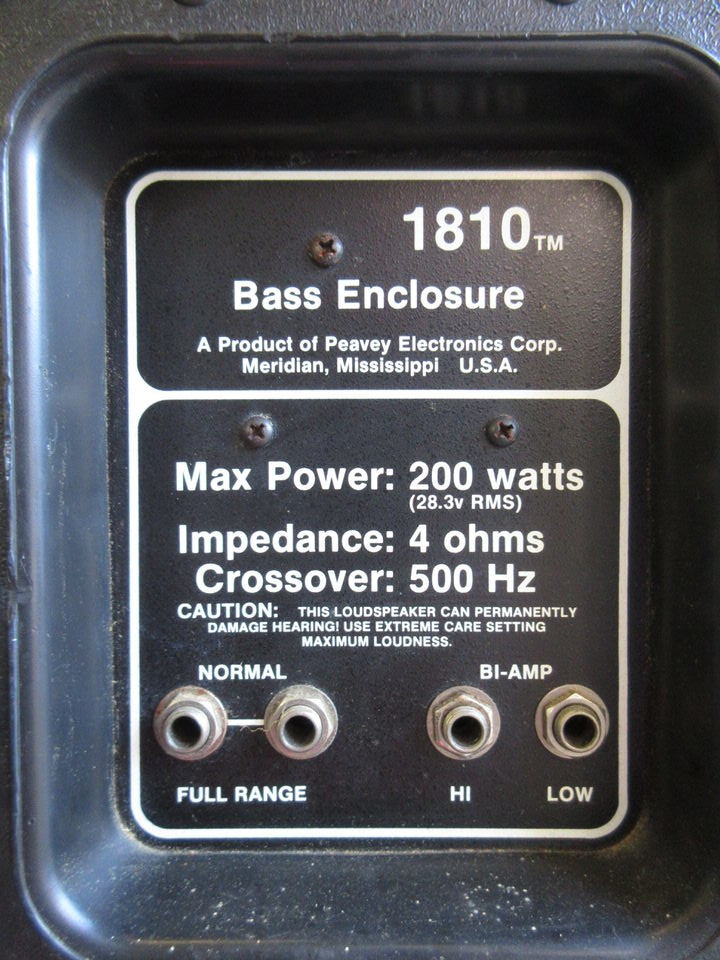 1810TM
Bass Enclosure
A Product of Peavey Electronics Corp.
Meridian, Mississippi U.S.A.
Max Power: 200 watts
(28.3v RMS)
Impedance: 4 ohms
Crossover: 500 Hz
CAUTION: THIS LOUDSPEAKER CAN PERMANENTLY
DAMAGE HEARING! USE EXTREME CARE SETTING
MAXIMUM LOUDNESS.
NORMAL BI-AMP
FULL RANGE HI LOW